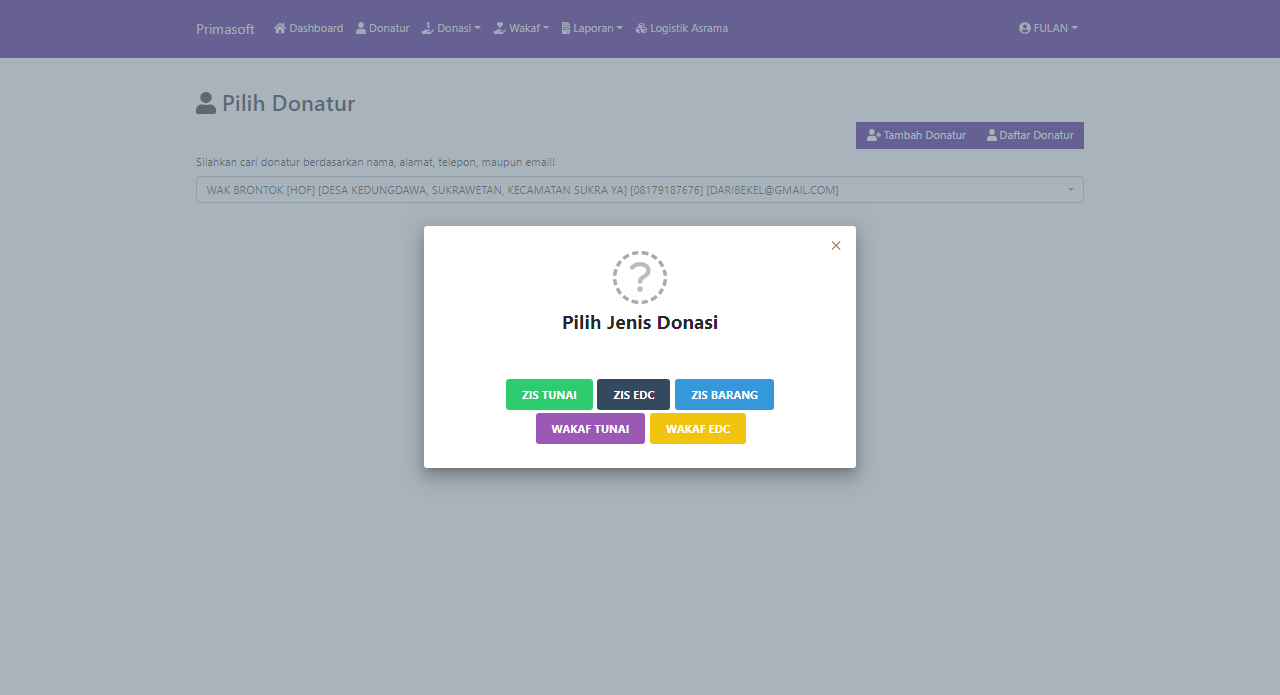 Primasoft Dashboard Donatur Donasi Wakaf Laporan Logistik Asrama FULAN
Pilih Donatur
Tambah Donatur Daftar Donatur
Silahkan cari donatur berdasarkan nama, alamat, telepon, maupun email!
WAK BRONTOK [HOF] [DESA KEDUNGDAWA, SUKRAWETAN, KECAMATAN SUKRA YA] [08179187676] [DARIBEKEL@GMAIL.COM]
×
?
Pilih Jenis Donasi
ZIS TUNAI ZIS EDC ZIS BARANG
WAKAF TUNAI WAKAF EDC